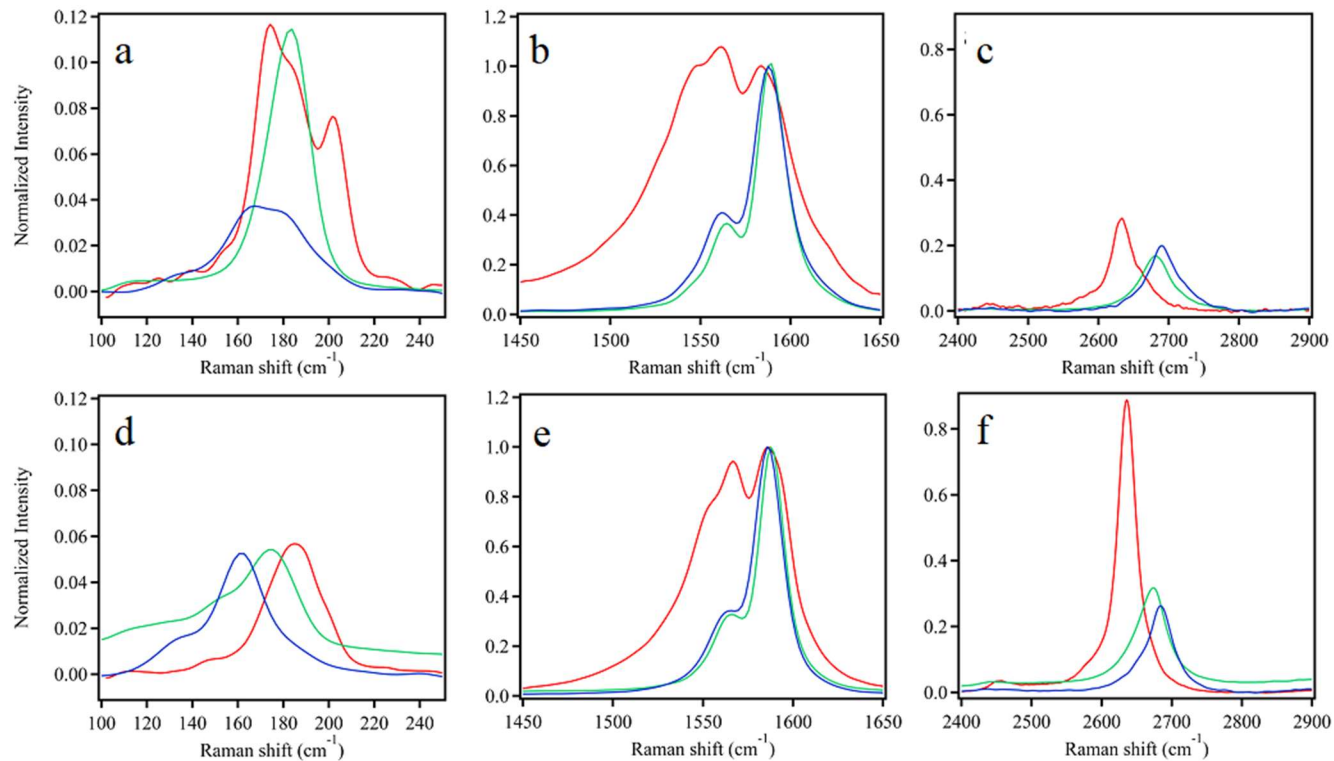 a
b
c
Normalized Intensity
0.12
0.10
0.08
0.06
0.04
0.02
0.00
1.2
1.0
0.8
0.6
0.4
0.2
0.0
0.8
0.6
0.4
0.2
0.0
100 120 140 160 180 200 220 240
1450 1500 1550 1600 1650
2400 2500 2600 2700 2800 2900
Raman shift (cm⁻¹)
Raman shift (cm⁻¹)
Raman shift (cm⁻¹)
d
e
f
Normalized Intensity
0.12
0.10
0.08
0.06
0.04
0.02
0.00
1.2
1.0
0.8
0.6
0.4
0.2
0.0
0.8
0.6
0.4
0.2
0.0
100 120 140 160 180 200 220 240
1450 1500 1550 1600 1650
2400 2500 2600 2700 2800 2900
Raman shift (cm⁻¹)
Raman shift (cm⁻¹)
Raman shift (cm⁻¹)